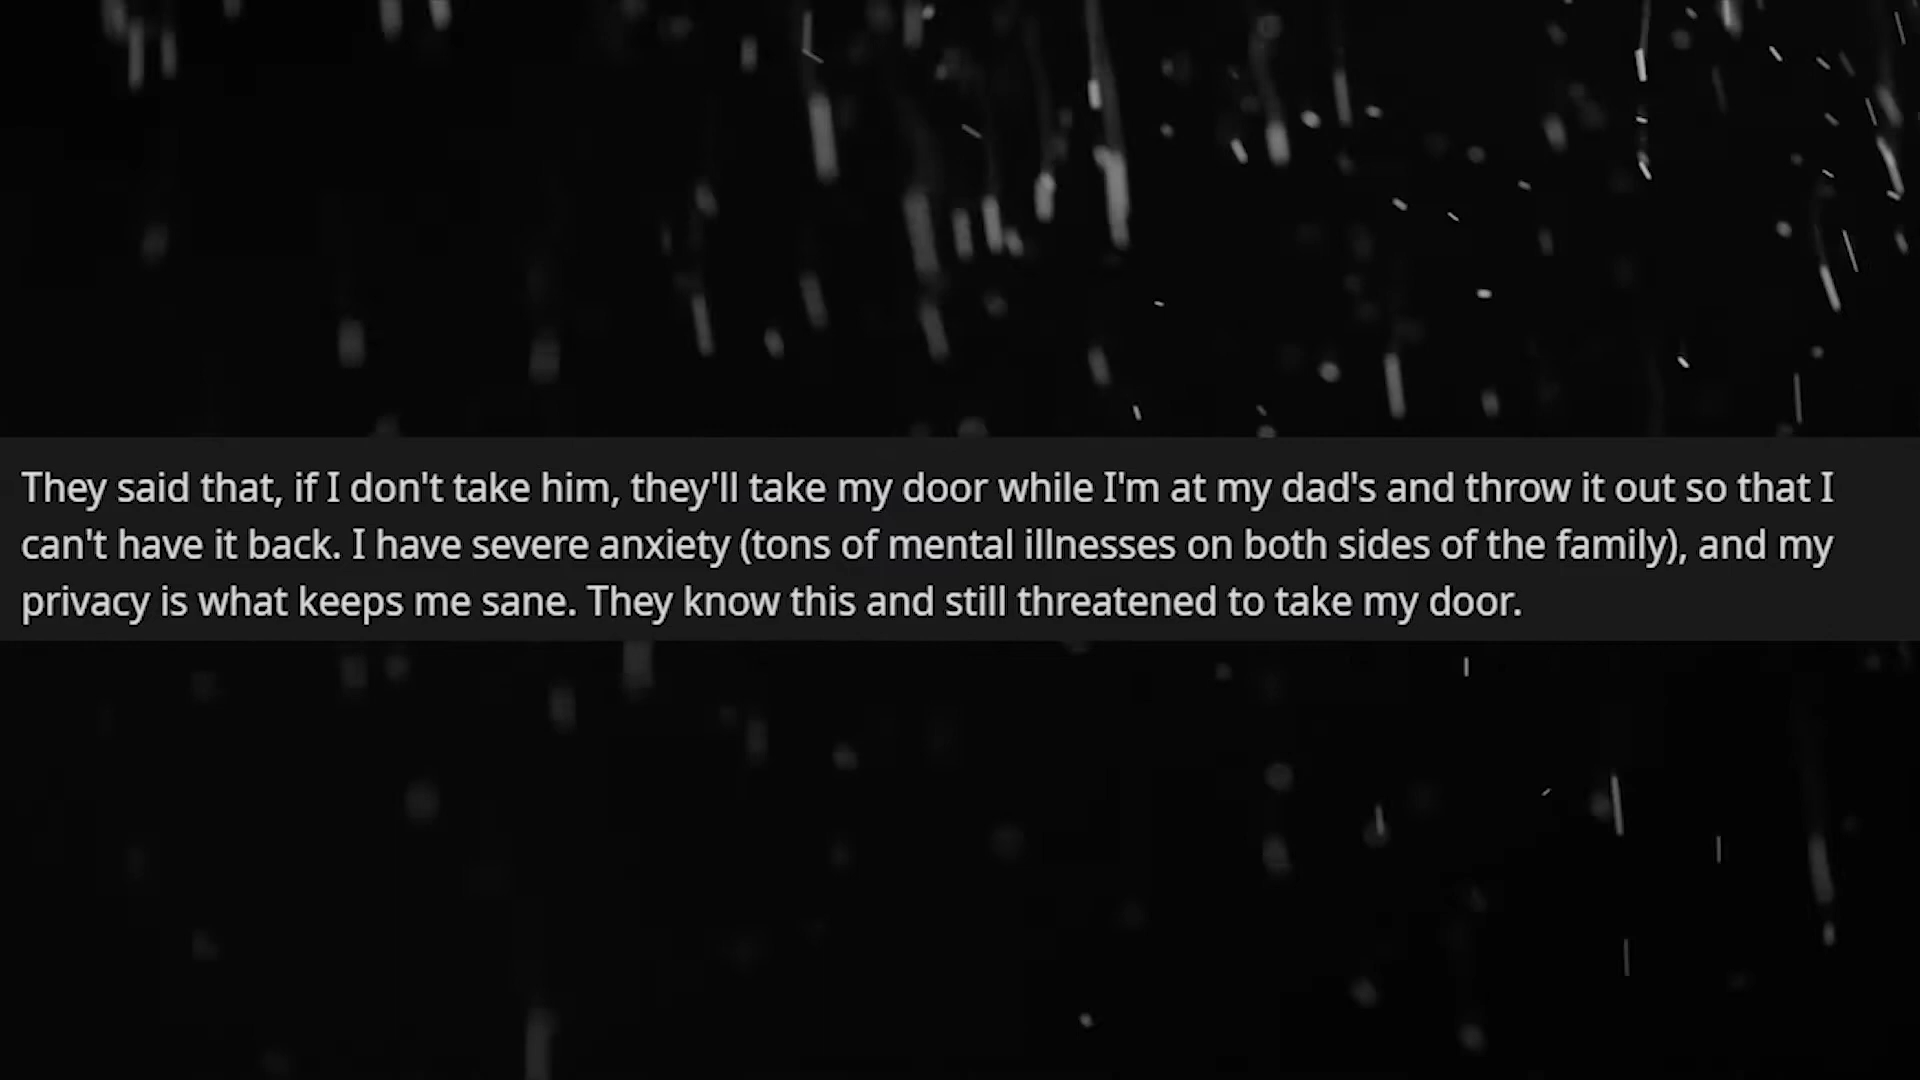 They said that, if I don't take him, they'll take my door while I'm at my dad's and throw it out so that I
can't have it back. I have severe anxiety (tons of mental illnesses on both sides of the family), and my
privacy is what keeps me sane. They know this and still threatened to take my door.